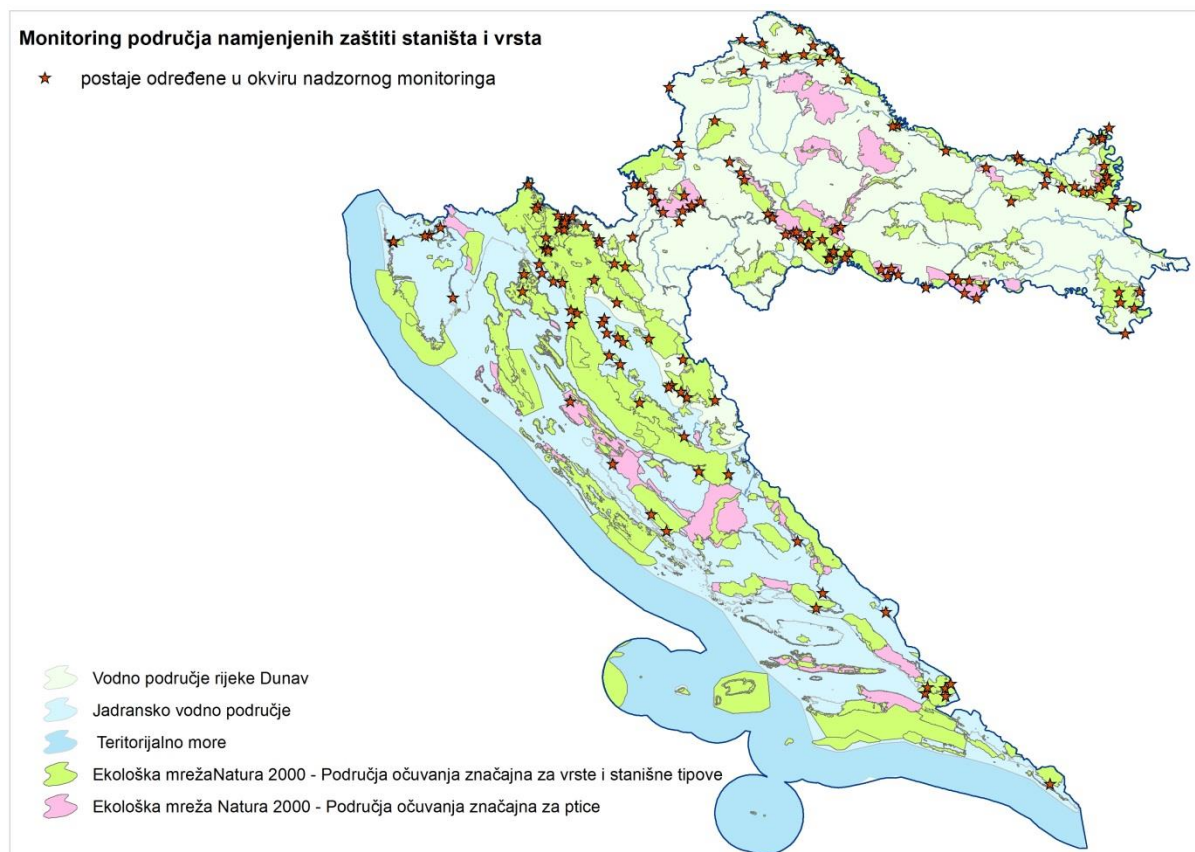 Monitoring područja namjenjenih zaštiti staništa i vrsta
postaje određene u okviru nadzornog monitoringa
Vodno područje rijeke Dunav
Jadransko vodno područje
Teritorijalno more
Ekološka mrežaNatura 2000 - Područja očuvanja značajna za vrste i stanišne tipove
Ekološka mreža Natura 2000 - Područja očuvanja značajna za ptice